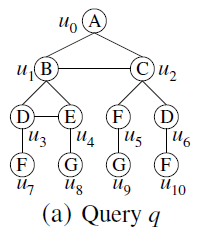 u0 A
u1 B C u2
D E F D
u3 u4 u5 u6
F G G F
u7 u8 u9 u10
(a) Query q